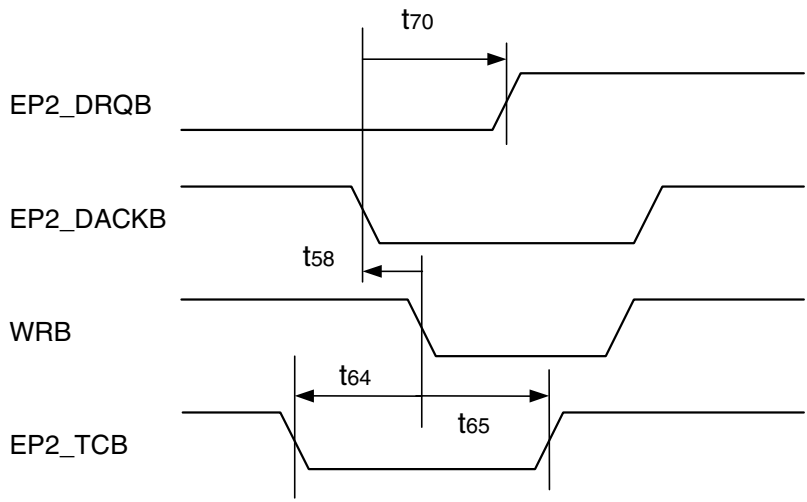 t70
EP2_DRQB
EP2_DACKB
t58
WRB
t64
t65
EP2_TCB